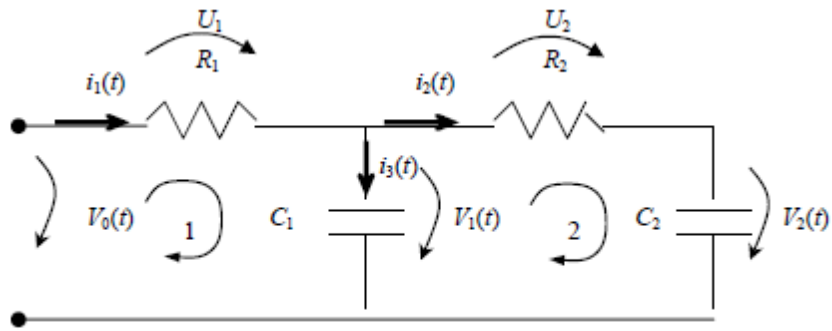 U₁ U₂
R₁ R₂
i₁(t) i₂(t)
i₃(t)
V₀(t) 1 C₁ V₁(t) 2 C₂ V₂(t)